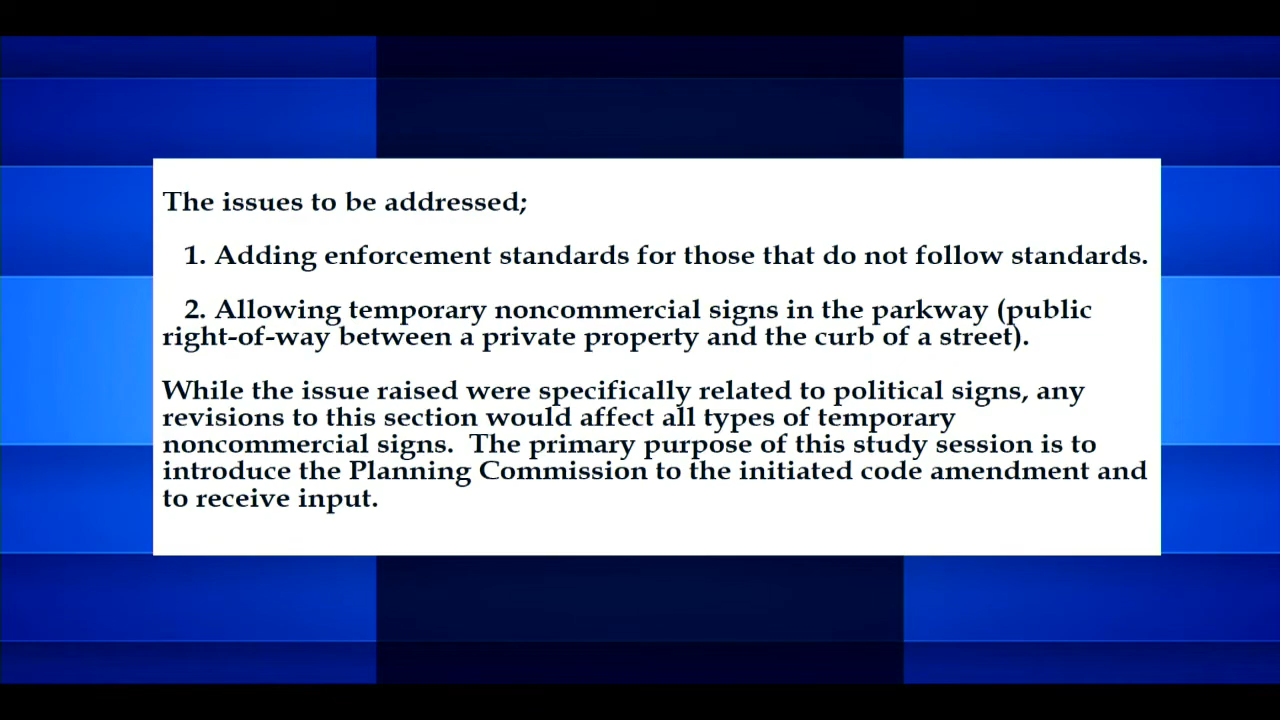 The issues to be addressed;
1. Adding enforcement standards for those that do not follow standards.
2. Allowing temporary noncommercial signs in the parkway (public
right-of-way between a private property and the curb of a street).
While the issue raised were specifically related to political signs, any
revisions to this section would affect all types of temporary
noncommercial signs.  The primary purpose of this study session is to
introduce the Planning Commission to the initiated code amendment and
to receive input.